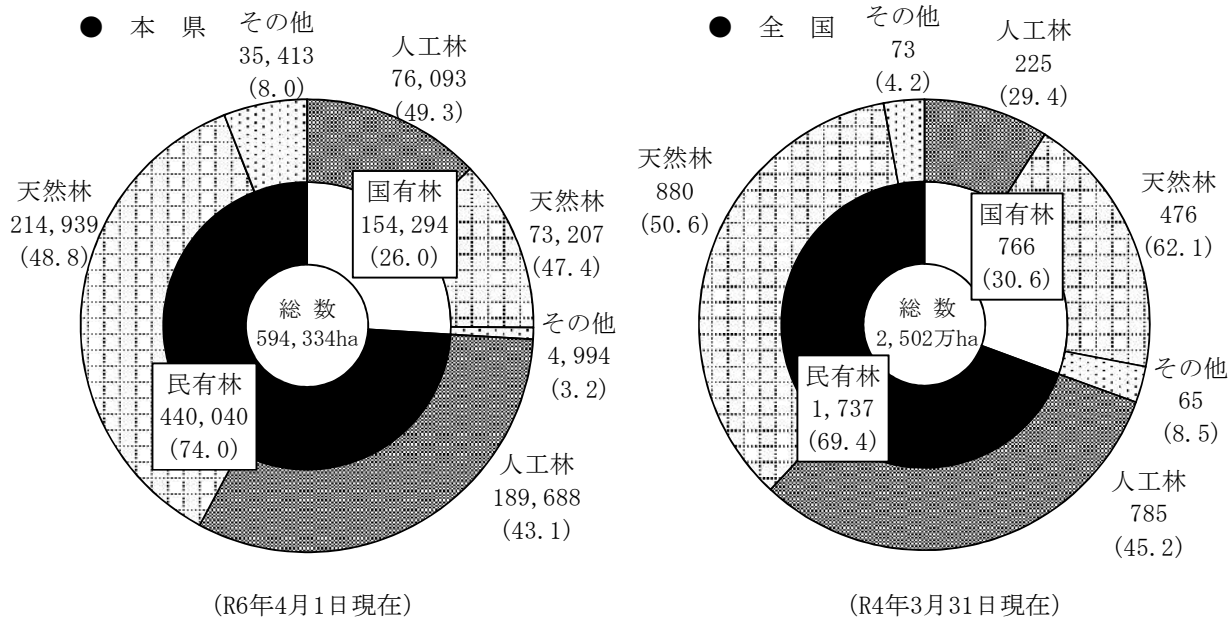 ● 本 県
その他
35,413
(8.0)
人工林
76,093
(49.3)
国有林
154,294
(26.0)
天然林
73,207
(47.4)
天然林
214,939
(48.8)
総 数
594,334ha
その他
4,994
(3.2)
民有林
440,040
(74.0)
人工林
189,688
(43.1)
(R6年4月1日現在)
● 全 国
その他
73
(4.2)
人工林
225
(29.4)
天然林
880
(50.6)
国有林
766
(30.6)
天然林
476
(62.1)
総 数
2,502万ha
民有林
1,737
(69.4)
その他
65
(8.5)
人工林
785
(45.2)
(R4年3月31日現在)